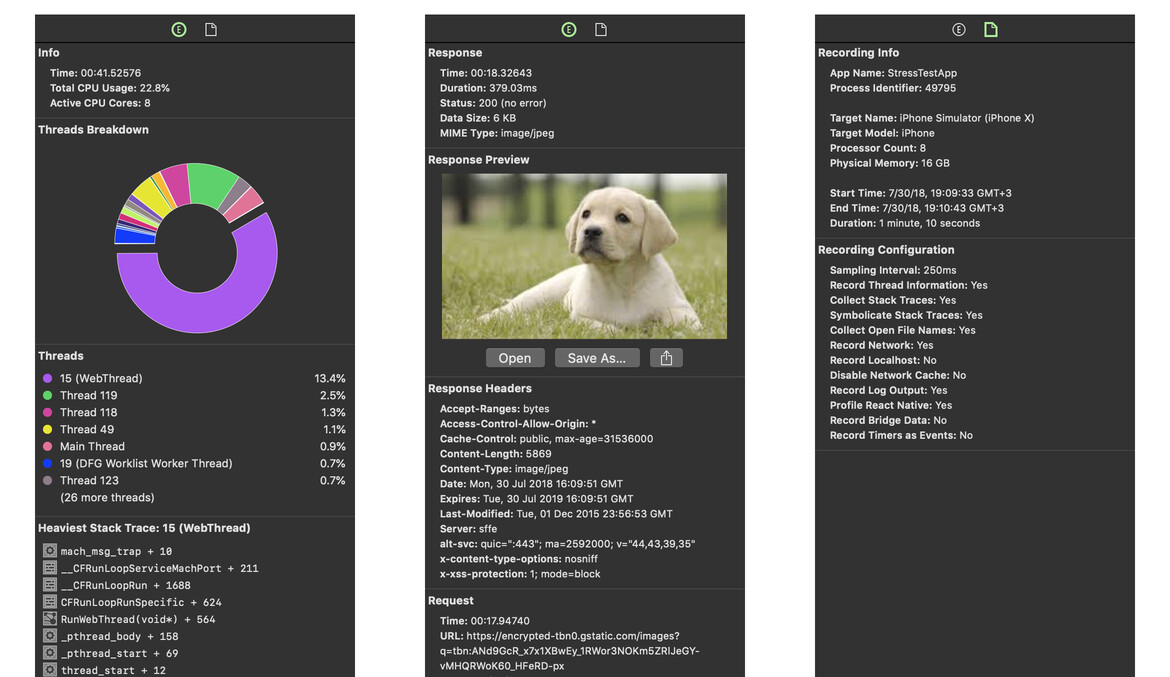 Info
Time: 00:41.52576
Total CPU Usage: 22.8%
Active CPU Cores: 8
Threads Breakdown
Threads
15 (WebThread) 13.4%
Thread 119 2.5%
Thread 118 1.3%
Thread 49 1.1%
Main Thread 0.9%
19 (DFG Worklist Worker Thread) 0.7%
Thread 123 0.7%
(26 more threads)
Heaviest Stack Trace: 15 (WebThread)
mach_msg_trap + 10
__CFRunLoopServiceMachPort + 211
__CFRunLoopRun + 1688
CFRunLoopRunSpecific + 624
RunWebThread(void*) + 564
_pthread_body + 158
_pthread_start + 69
thread_start + 12
Response
Time: 00:18.32643
Duration: 379.03ms
Status: 200 (no error)
Data Size: 6 KB
MIME Type: image/jpeg
Response Preview
Open Save As...
Response Headers
Accept-Ranges: bytes
Access-Control-Allow-Origin: *
Cache-Control: public, max-age=31536000
Content-Length: 5869
Content-Type: image/jpeg
Date: Mon, 30 Jul 2018 16:09:51 GMT
Expires: Tue, 30 Jul 2019 16:09:51 GMT
Last-Modified: Tue, 01 Dec 2015 23:56:53 GMT
Server: sffe
alt-svc: quic=":443"; ma=2592000; v="44,43,39,35"
x-content-type-options: nosniff
x-xss-protection: 1; mode=block
Request
Time: 00:17.94740
URL: https://encrypted-tbn0.gstatic.com/images?
q=tbn:ANd9GcR_x7x1XBwEy_1RWor3NOKm5ZRlJeGY-
vMHQRWoK60_HFeRD-px
Recording Info
App Name: StressTestApp
Process Identifier: 49795
Target Name: iPhone Simulator (iPhone X)
Target Model: iPhone
Processor Count: 8
Physical Memory: 16 GB
Start Time: 7/30/18, 19:09:33 GMT+3
End Time: 7/30/18, 19:10:43 GMT+3
Duration: 1 minute, 10 seconds
Recording Configuration
Sampling Interval: 250ms
Record Thread Information: Yes
Collect Stack Traces: Yes
Symbolicate Stack Traces: Yes
Collect Open File Names: Yes
Record Network: Yes
Record Localhost: No
Disable Network Cache: No
Record Log Output: Yes
Profile React Native: Yes
Record Bridge Data: No
Record Timers as Events: No